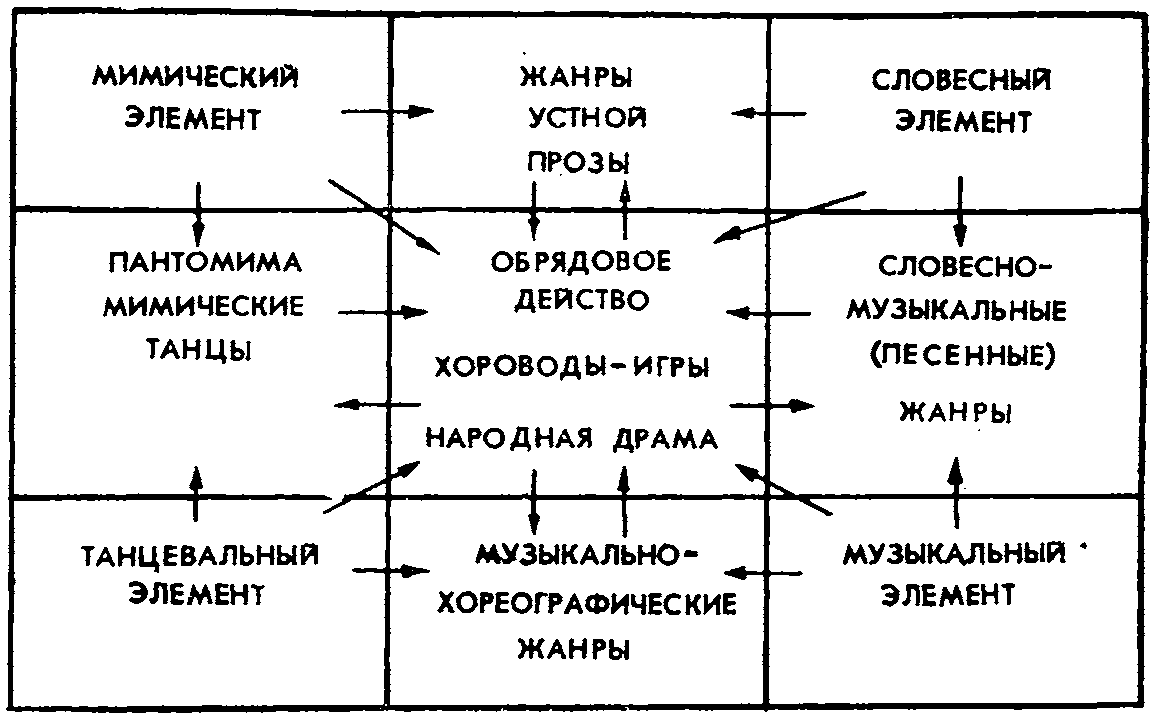 МИМИЧЕСКИЙ
ЭЛЕМЕНТ
ЖАНРЫ
УСТНОЙ
ПРОЗЫ
СЛОВЕСНЫЙ
ЭЛЕМЕНТ
ПАНТОМИМА
МИМИЧЕСКИЕ
ТАНЦЫ
ОБРЯДОВОЕ
ДЕЙСТВО
ХОРОВОДЫ-ИГРЫ
НАРОДНАЯ ДРАМА
СЛОВЕСНО-
МУЗЫКАЛЬНЫЕ
(ПЕСЕННЫЕ)
ЖАНРЫ
ТАНЦЕВАЛЬНЫЙ
ЭЛЕМЕНТ
МУЗЫКАЛЬНО-
ХОРЕОГРАФИЧЕСКИЕ
ЖАНРЫ
МУЗЫКАЛЬНЫЙ
ЭЛЕМЕНТ